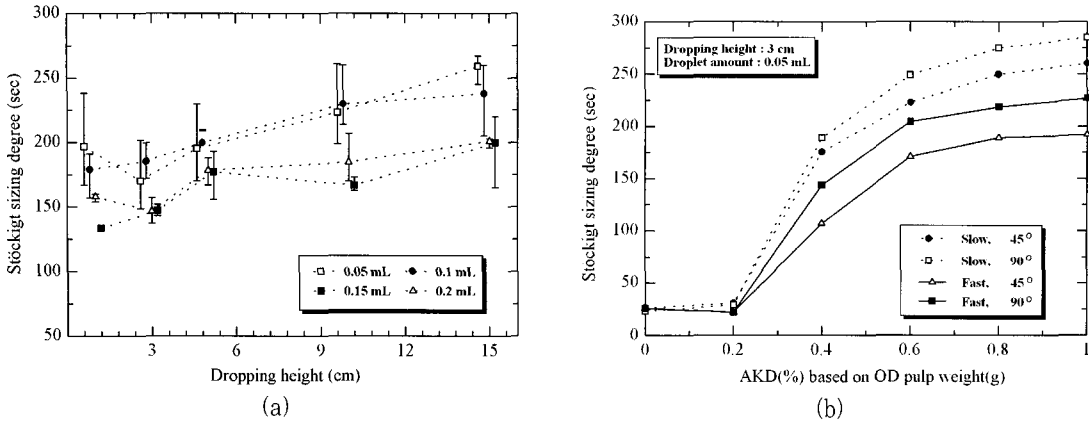 (a)
Stöckigt sizing degree (sec)
300
250
200
150
100
50
0.05 mL
0.1 mL
0.15 mL
0.2 mL
3
6
9
12
15
Dropping height (cm)
(a)
(b)
Stöckigt sizing degree (sec)
300
250
200
150
100
50
0
Dropping height : 3 cm
Droplet amount : 0.05 mL
Slow, 45°
Slow, 90°
Fast, 45°
Fast, 90°
0
0.2
0.4
0.6
0.8
1
AKD(%) based on OD pulp weight(g)
(b)